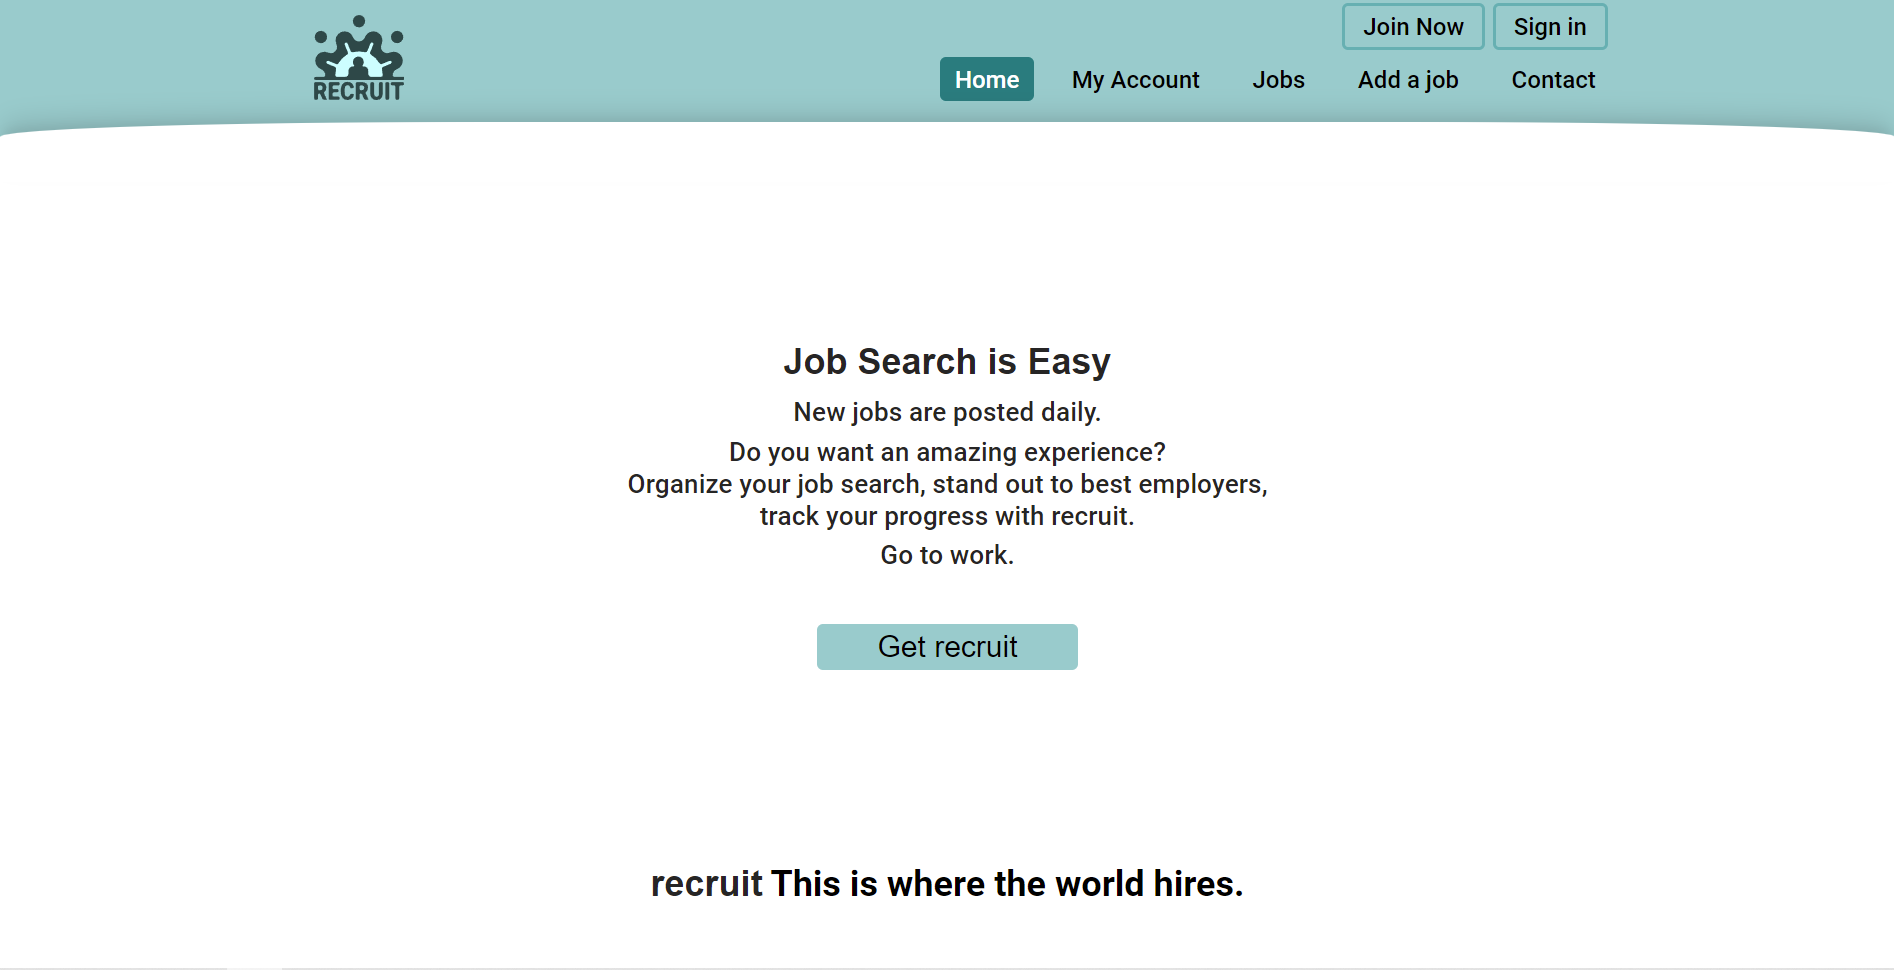 RECRUIT
Join Now
Sign in
Home
My Account
Jobs
Add a job
Contact
Job Search is Easy
New jobs are posted daily.
Do you want an amazing experience?
Organize your job search, stand out to best employers,
track your progress with recruit.
Go to work.
Get recruit
recruit This is where the world hires.